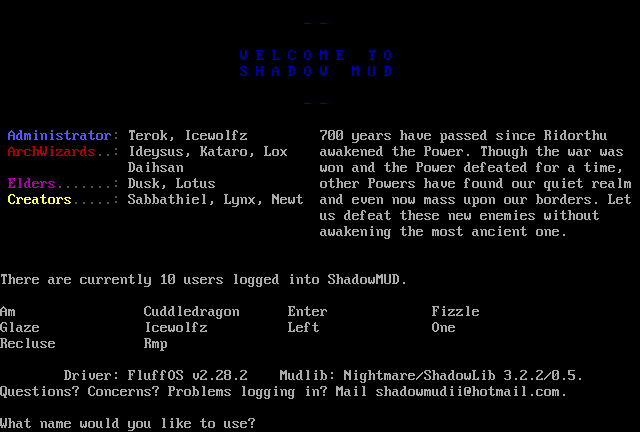 WELCOME TO
SHADOW MUD
Administrator: Terok, Icewolfz
ArchWizards..: Ideysus, Kataro, Lox
Daihsan
Elders.......: Dusk, Lotus
Creators.....: Sabbathiel, Lynx, Newt
700 years have passed since Ridorthu
awakened the Power. Though the war was
won and the Power defeated for a time,
other Powers have found our quiet realm
and even now mass upon our borders. Let
us defeat these new enemies without
awakening the most ancient one.
There are currently 10 users logged into ShadowMUD.
Am Cuddledragon Enter Fizzle
Glaze Icewolfz Left One
Recluse Rmp
Driver: FluffOS v2.28.2 Mudlib: Nightmare/ShadowLib 3.2.2/0.5.
Questions? Concerns? Problems logging in? Mail shadowmudii@hotmail.com.
What name would you like to use?